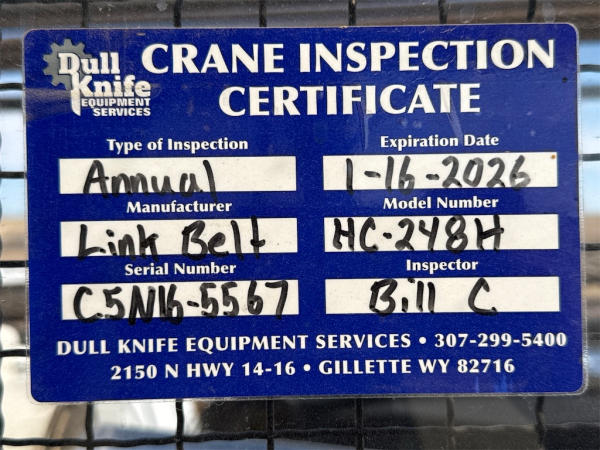 Dull Knife
EQUIPMENT
SERVICES
CRANE INSPECTION
CERTIFICATE
Type of Inspection
Annual
Expiration Date
1-16-2026
Manufacturer
Link Belt
Model Number
HC-248H
Serial Number
C5N16-5567
Inspector
Bill C
DULL KNIFE EQUIPMENT SERVICES • 307-299-5400
2150 N HWY 14-16 • GILLETTE WY 82716